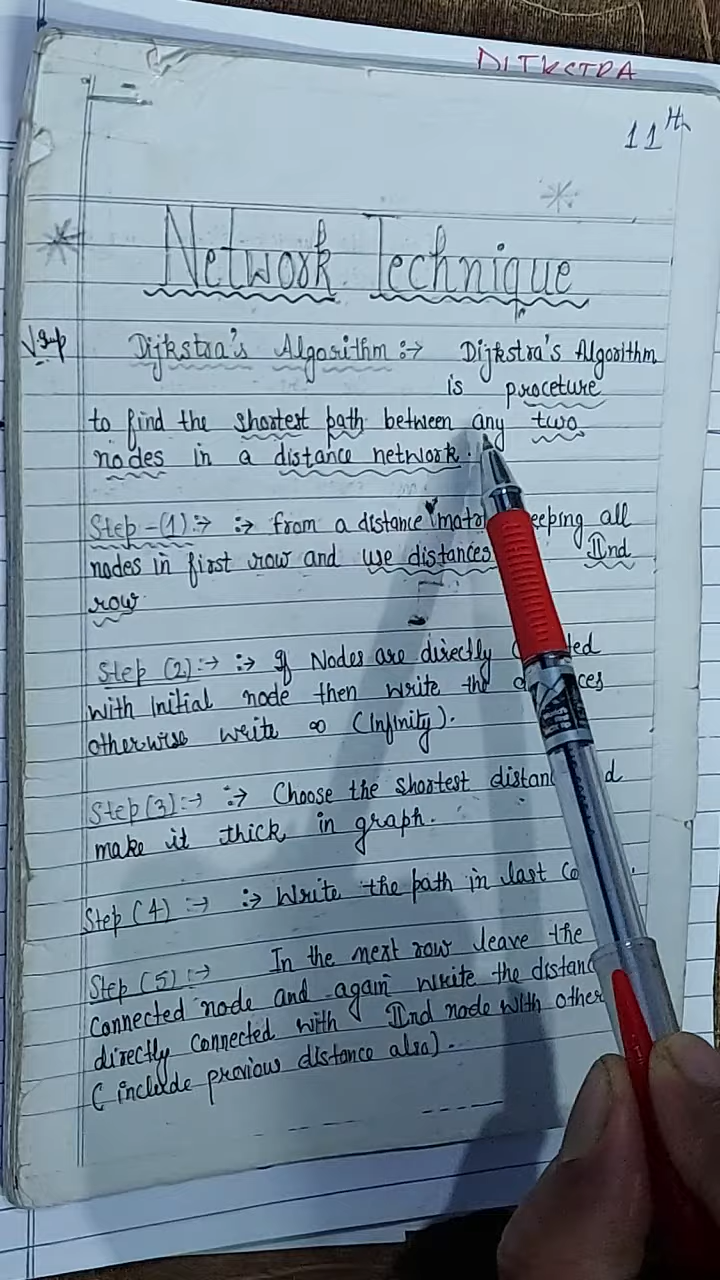 DIJKSTRA
11th
Network Technique
Imp
Dijkstra's Algorithm :→ Dijkstra's Algorithm
is proceture
to find the shortest path between any two
nodes in a distance network.
Step-(1):→ :→ from a distance keeping all
nodes in first row and use distances IInd
row
Step (2):→ :→ If Nodes are directly
with Initial node then write the
otherwise write ∞ (Infinity).
Step(3):→ :→ Choose the shortest
make it thick in graph.
Step (4) :→ :→ Write the path in last
Step (5) :→ In the next row leave the
Connected node and again write the
directly connected with IInd node with other
( include previous distance also).